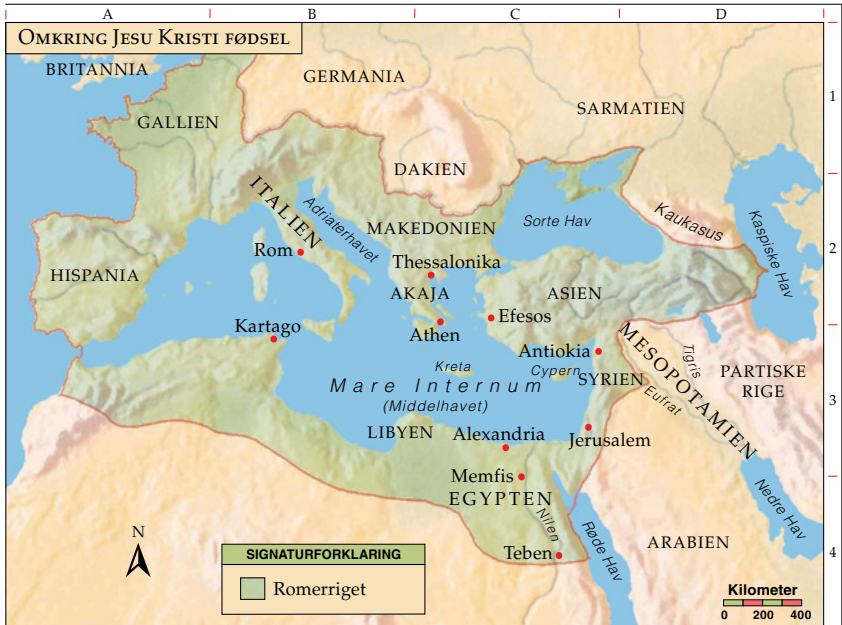 A
B
C
D
OMKRING JESU KRISTI FØDSEL
BRITANNIA
GERMANIA
1
SARMATIEN
GALLIEN
DAKIEN
ITALIEN
Adriaterhavet
MAKEDONIEN
Sorte Hav
Kaukasus
Kaspiske Hav
2
Rom
Thessalonika
HISPANIA
AKAJA
ASIEN
Efesos
Kartago
Athen
Antiokia
MESOPOTAMIEN
Tigris
Kreta
Cypern
SYRIEN
PARTISKE
RIGE
Mare Internum
(Middelhavet)
Eufrat
3
LIBYEN
Alexandria
Jerusalem
Memfis
EGYPTEN
Nilen
Røde Hav
Nedre Hav
ARABIEN
N
SIGNATURFORKLARING
Romerriget
Teben
4
Kilometer
0 200 400